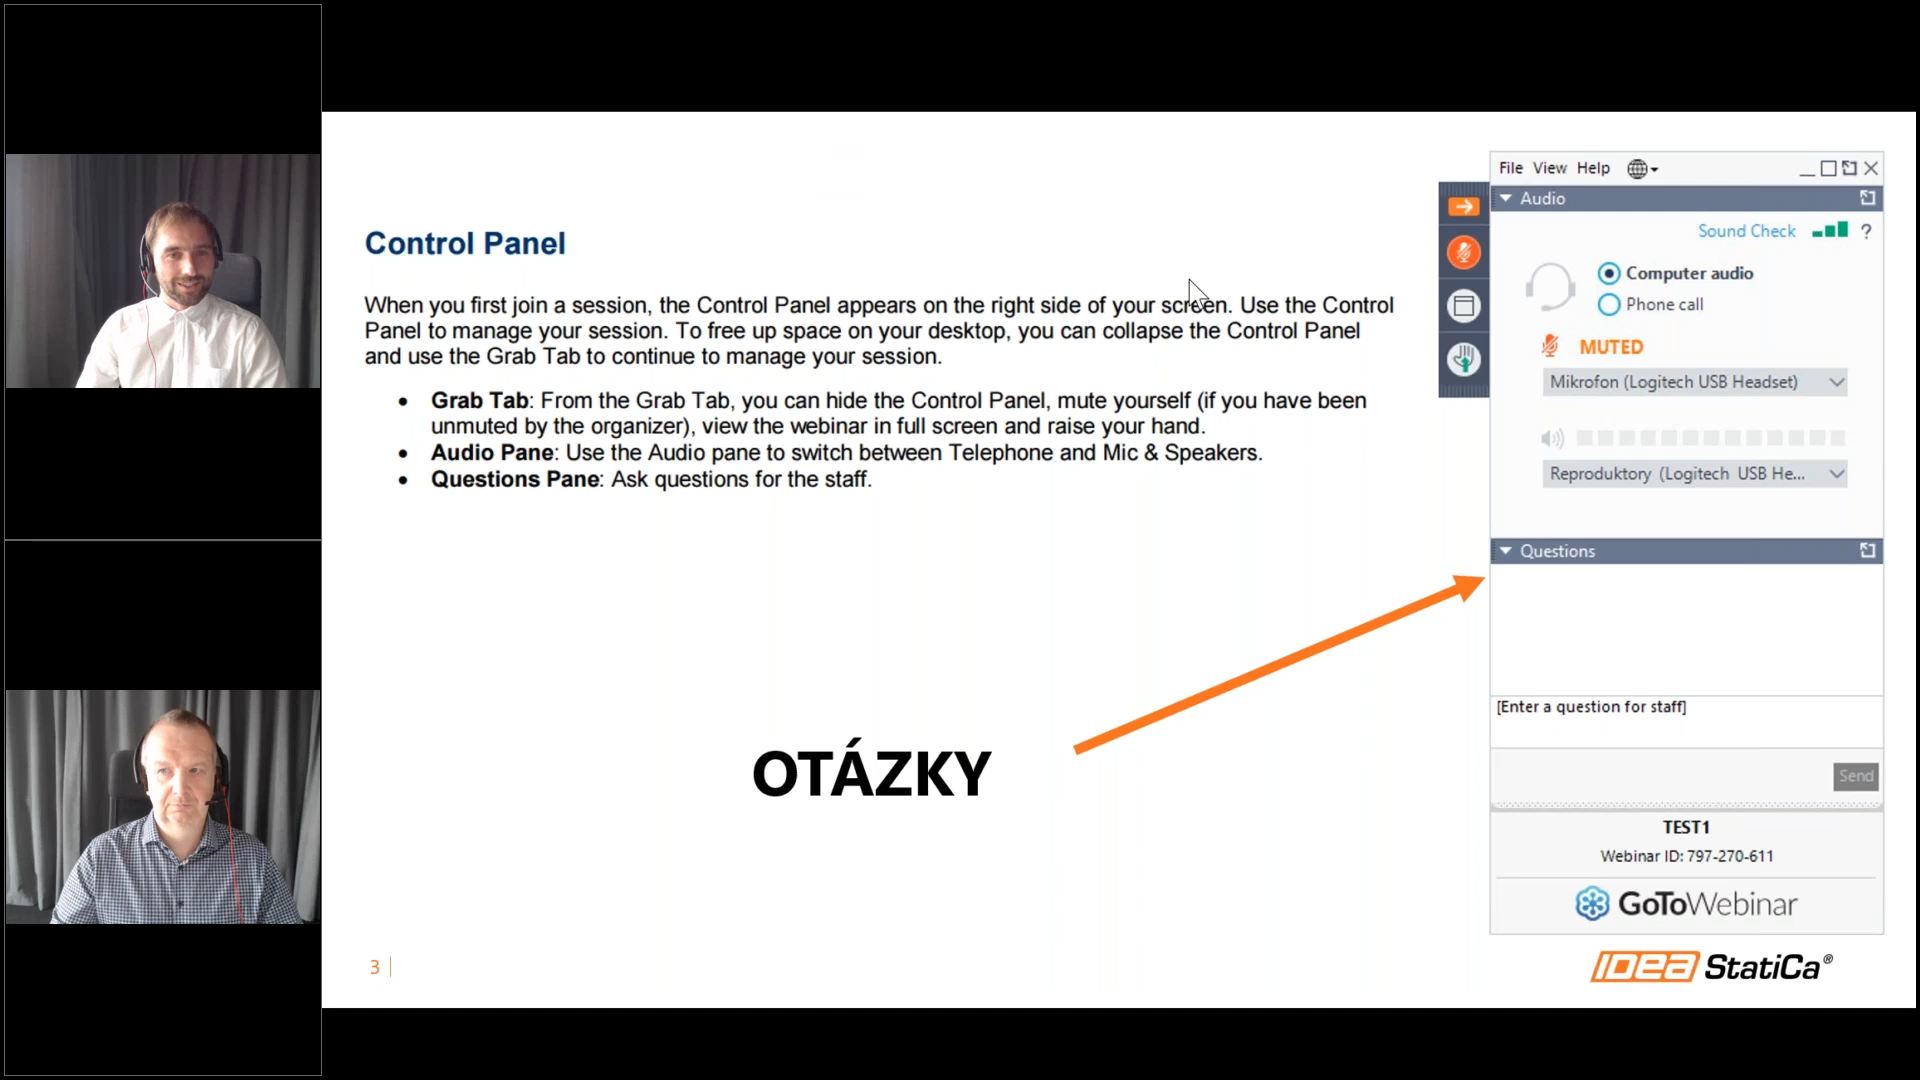 Control Panel
When you first join a session, the Control Panel appears on the right side of your screen. Use the Control
Panel to manage your session. To free up space on your desktop, you can collapse the Control Panel
and use the Grab Tab to continue to manage your session.
• Grab Tab: From the Grab Tab, you can hide the Control Panel, mute yourself (if you have been
unmuted by the organizer), view the webinar in full screen and raise your hand.
• Audio Pane: Use the Audio pane to switch between Telephone and Mic & Speakers.
• Questions Pane: Ask questions for the staff.
OTÁZKY
3
File View Help
Audio
Sound Check ?
Computer audio
Phone call
MUTED
Mikrofon (Logitech USB Headset)
Reproduktory (Logitech USB He...
Questions
[Enter a question for staff]
Send
TEST1
Webinar ID: 797-270-611
GoToWebinar
IDEA StatiCa®